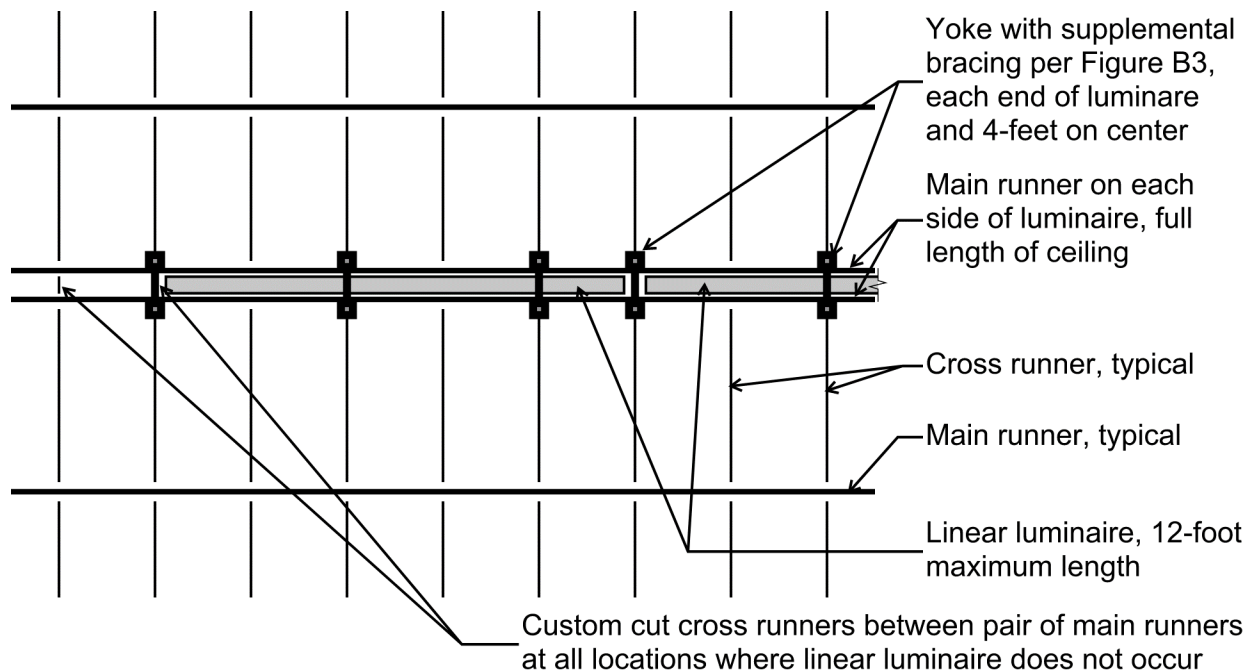 Yoke with supplemental
bracing per Figure B3,
each end of luminare
and 4-feet on center
Main runner on each
side of luminaire, full
length of ceiling
Cross runner, typical
Main runner, typical
Linear luminaire, 12-foot
maximum length
Custom cut cross runners between pair of main runners
at all locations where linear luminaire does not occur